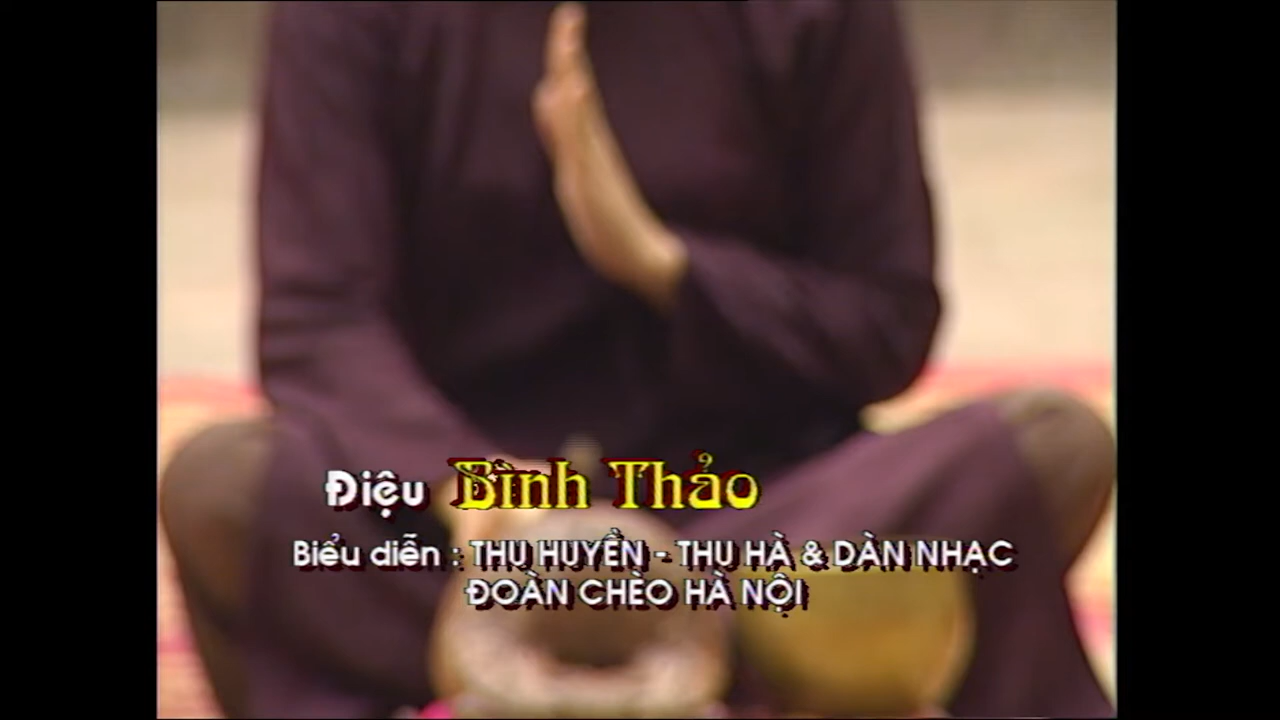 Điệu Bình Thảo
Biểu diễn : THU HUYỀN - THU HÀ & DÀN NHẠC
ĐOÀN CHÈO HÀ NỘI